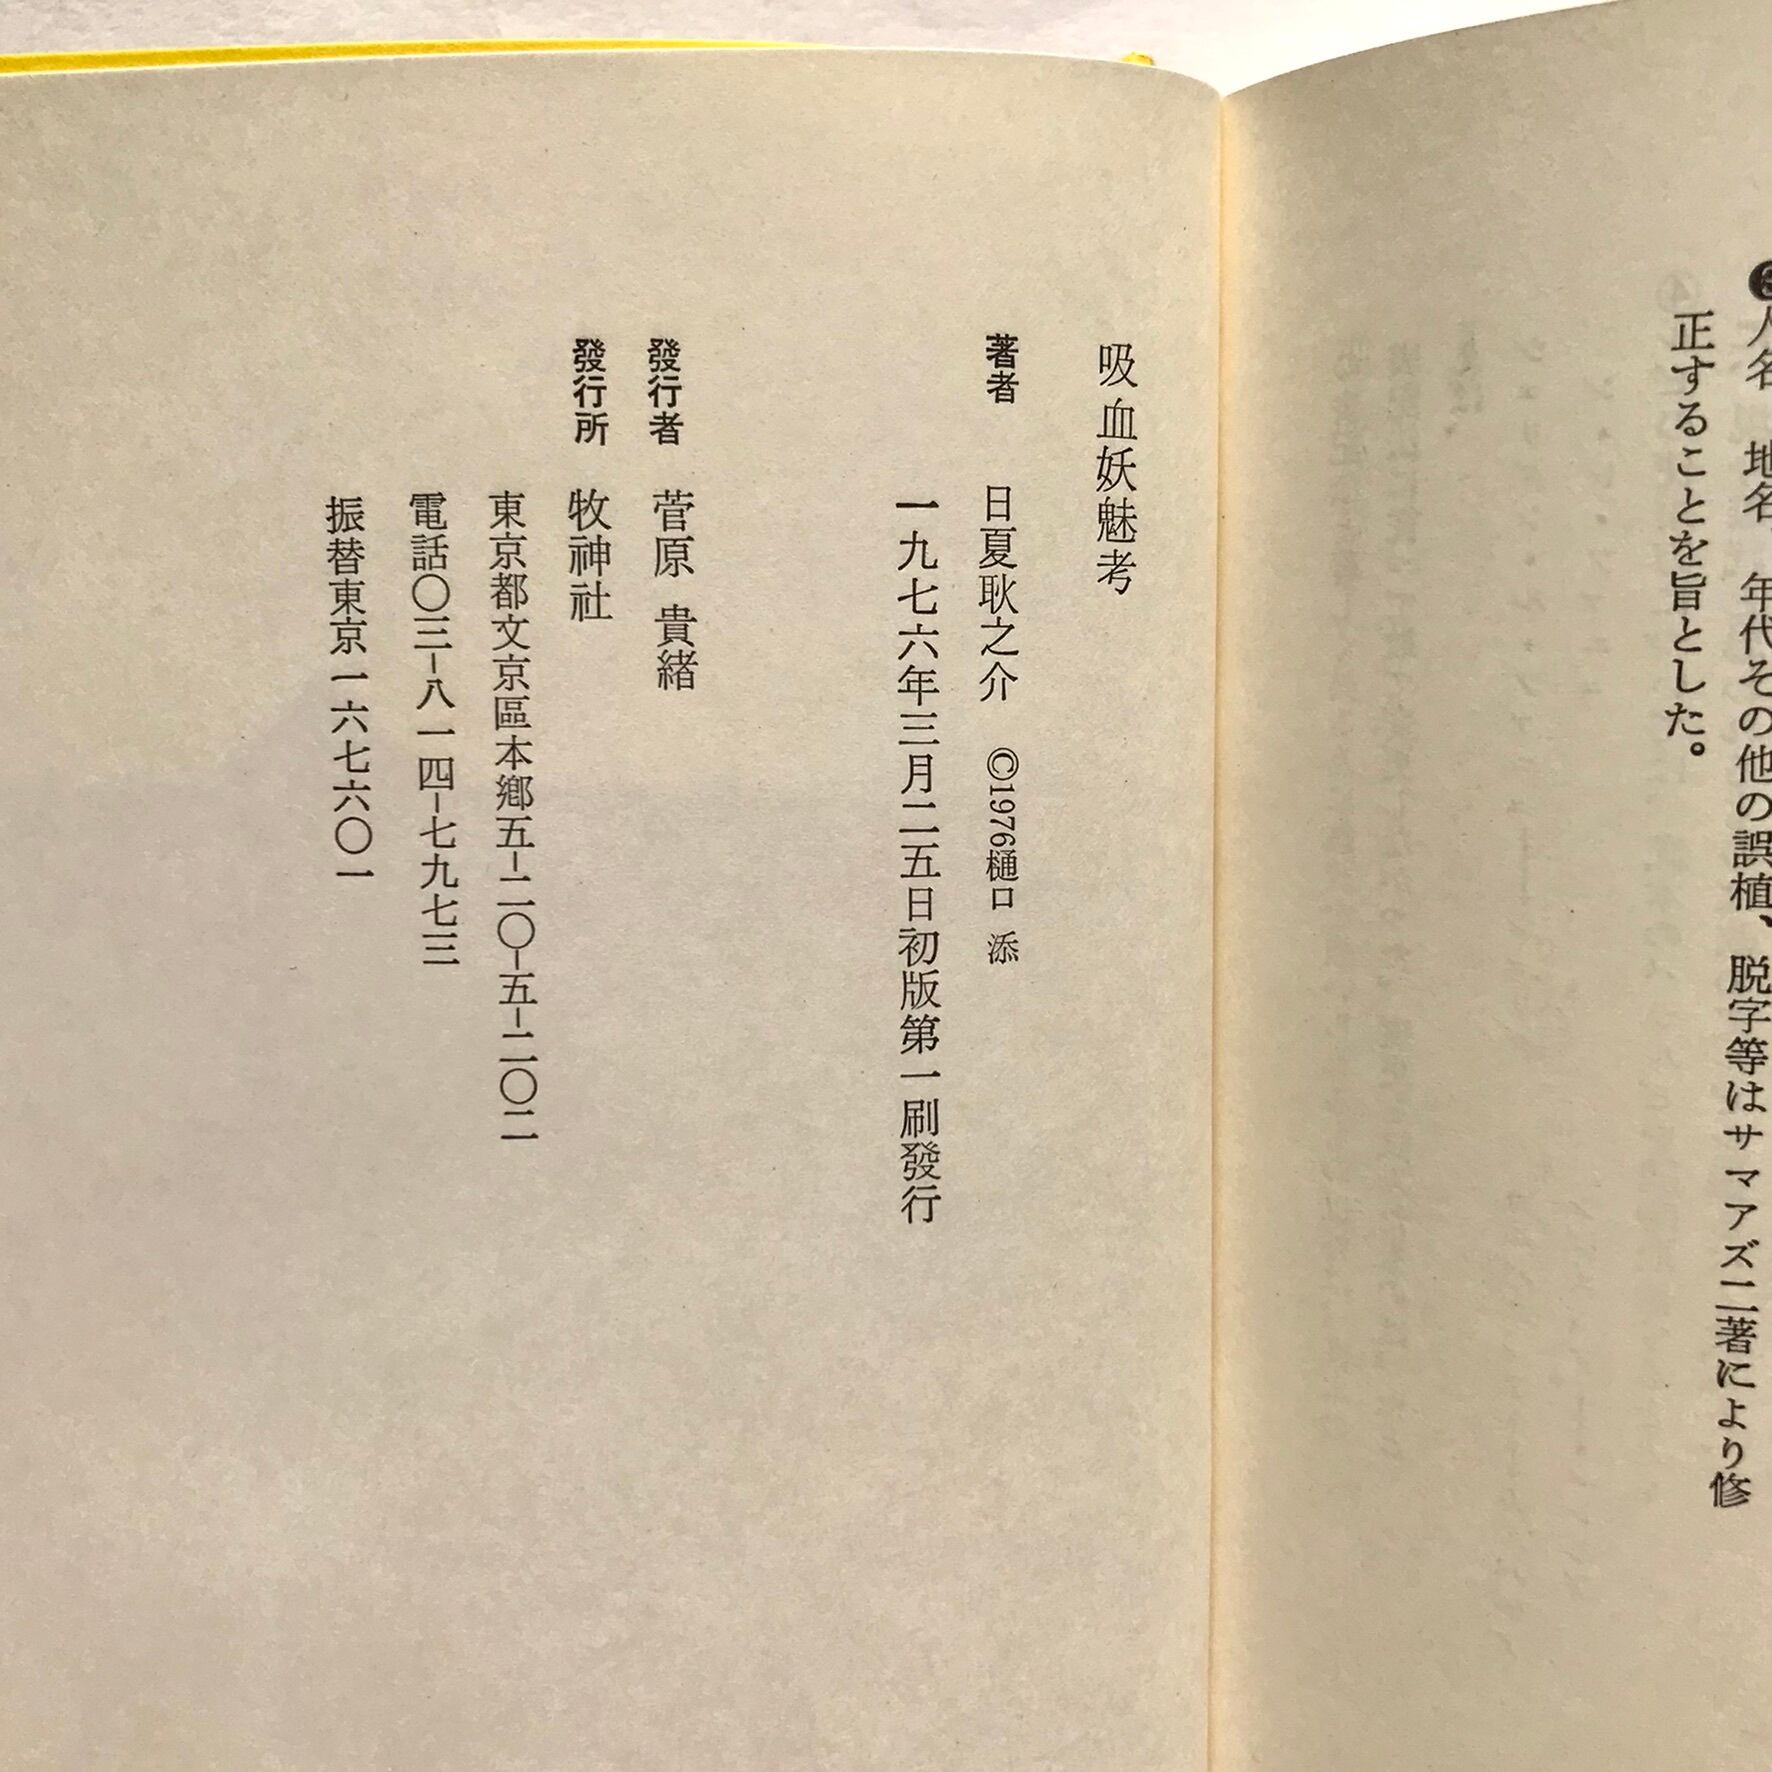 人名、地名、年代その他の誤植、脱字等はサマアズ二著により修
正することを旨とした。
吸血妖魅考
著者 日夏耿之介 ©1976樋口 添
一九七六年三月二五日初版第一刷發行
發行者 菅原 貴緒
發行所 牧神社
東京都文京區本鄕五-二〇-五-二〇二
電話〇三-八一四-七九七三
振替東京一六七六〇一